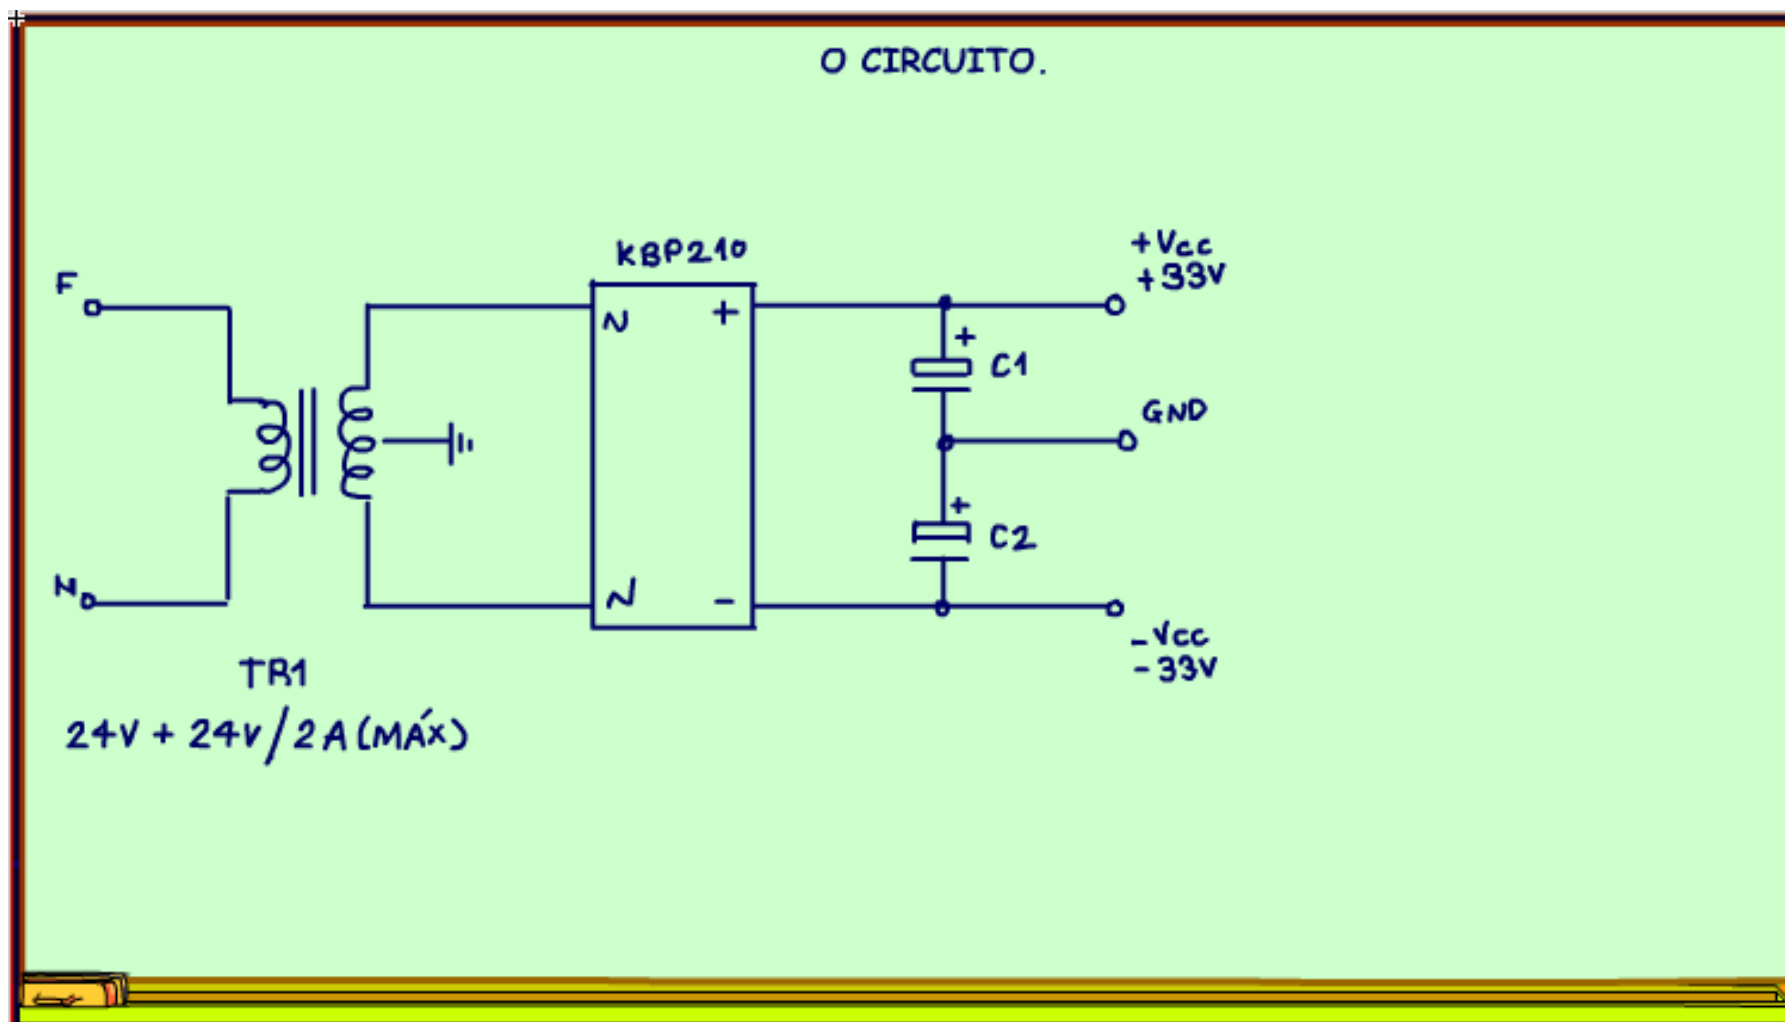 O CIRCUITO.
KBP210
+Vcc
+33V
F
N +
+
C1
GND
+
C2
N
N -
-Vcc
-33V
TR1
24V + 24V/2A (MÁX)